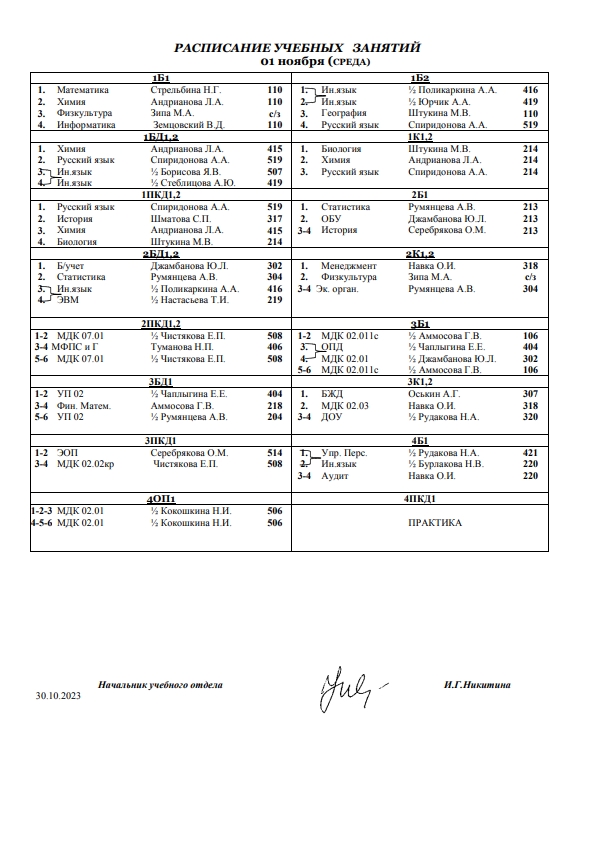 РАСПИСАНИЕ УЧЕБНЫХ ЗАНЯТИЙ
01 ноября (СРЕДА)
1Б1
1. Математика Стрельбина Н.Г. 110
2. Химия Андрианова Л.А. 110
3. Физкультура Зипа М.А. с/з
4. Информатика Земцовский В.Д. 110
1Б2
1. Ин.язык ½ Поликаркина А.А. 416
2. Ин.язык ½ Юрчик А.А. 419
3. География Штукина М.В. 110
4. Русский язык Спиридонова А.А. 519
1БД1,2
1. Химия Андрианова Л.А. 415
2. Русский язык Спиридонова А.А. 519
3. Ин.язык ½ Борисова Я.В. 507
4. Ин.язык ½ Стеблицова А.Ю. 419
1К1,2
1. Биология Штукина М.В. 214
2. Химия Андрианова Л.А. 214
3. Русский язык Спиридонова А.А. 214
1ПКД1,2
1. Русский язык Спиридонова А.А. 519
2. История Шматова С.П. 317
3. Химия Андрианова Л.А. 415
4. Биология Штукина М.В. 214
2Б1
1. Статистика Румянцева А.В. 213
2. ОБУ Джамбанова Ю.Л. 213
3-4 История Серебрякова О.М. 213
2БД1,2
1. Б/учет Джамбанова Ю.Л. 302
2. Статистика Румянцева А.В. 304
3. Ин.язык ½ Поликаркина А.А. 416
4. ЭВМ ½ Настасьева Т.И. 219
2К1,2
1. Менеджмент Навка О.И. 318
2. Физкультура Зипа М.А. с/з
3-4 Эк. орган. Румянцева А.В. 304
2ПКД1,2
1-2 МДК 07.01 ½ Чистякова Е.П. 508
3-4 МФПС и Г Туманова Н.П. 406
5-6 МДК 07.01 ½ Чистякова Е.П. 508
3Б1
1-2 МДК 02.011с ½ Аммосова Г.В. 106
3. ОПД ½ Чаплыгина Е.Е. 404
4. МДК 02.01 ½ Джамбанова Ю.Л. 302
5-6 МДК 02.011с ½ Аммосова Г.В. 106
3БД1
1-2 УП 02 ½ Чаплыгина Е.Е. 404
3-4 Фин. Матем. Аммосова Г.В. 218
5-6 УП 02 ½ Румянцева А.В. 204
3К1,2
1. БЖД Оськин А.Г. 307
2. МДК 02.03 Навка О.И. 318
3-4 ДОУ ½ Рудакова Н.А. 320
3ПКД1
1-2 ЭОП Серебрякова О.М. 514
3-4 МДК 02.02кр Чистякова Е.П. 508
4Б1
1. Упр. Перс. ½ Рудакова Н.А. 421
2. Ин.язык ½ Бурлакова Н.В. 220
3-4 Аудит Навка О.И. 220
4ОП1
1-2-3 МДК 02.01 ½ Кокошкина Н.И. 506
4-5-6 МДК 02.01 ½ Кокошкина Н.И. 506
4ПКД1
ПРАКТИКА
Начальник учебного отдела И.Г.Никитина
30.10.2023